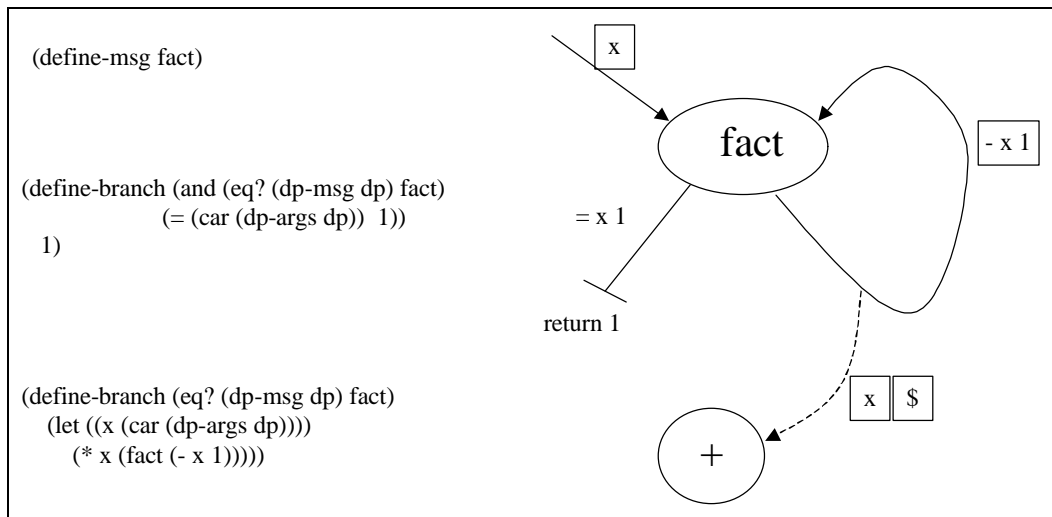 (define-msg fact)
(define-branch (and (eq? (dp-msg dp) fact)
(= (car (dp-args dp)) 1))
1)
(define-branch (eq? (dp-msg dp) fact)
(let ((x (car (dp-args dp))))
(* x (fact (- x 1)))))
x
fact
- x 1
= x 1
return 1
x $
+